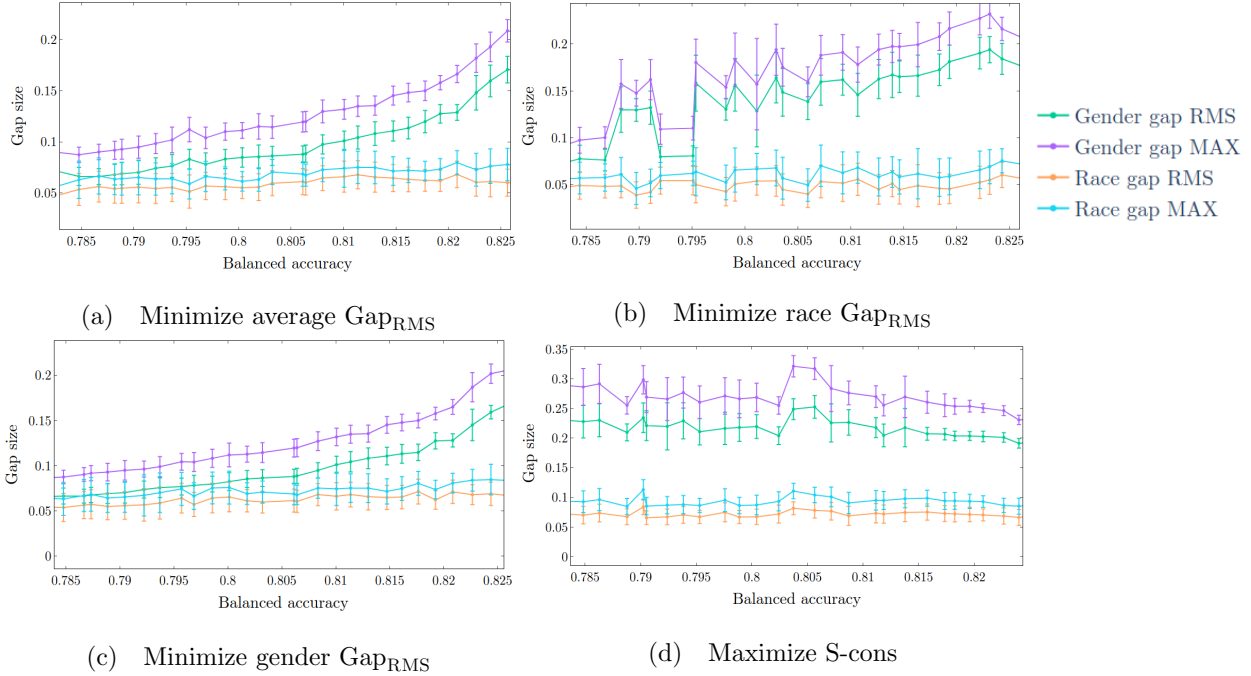 0.2
0.15
0.1
0.05
Gap size
0.785 0.79 0.795 0.8 0.805 0.81 0.815 0.82 0.825
Balanced accuracy
(a) Minimize average Gap_RMS
0.2
0.15
0.1
0.05
Gap size
0.785 0.79 0.795 0.8 0.805 0.81 0.815 0.82 0.825
Balanced accuracy
(b) Minimize race Gap_RMS
Gender gap RMS
Gender gap MAX
Race gap RMS
Race gap MAX
0.2
0.15
0.1
0.05
0
Gap size
0.785 0.79 0.795 0.8 0.805 0.81 0.815 0.82 0.825
Balanced accuracy
(c) Minimize gender Gap_RMS
0.35
0.3
0.25
0.2
0.15
0.1
0.05
0
Gap size
0.785 0.79 0.795 0.8 0.805 0.81 0.815 0.82
Balanced accuracy
(d) Maximize S-cons